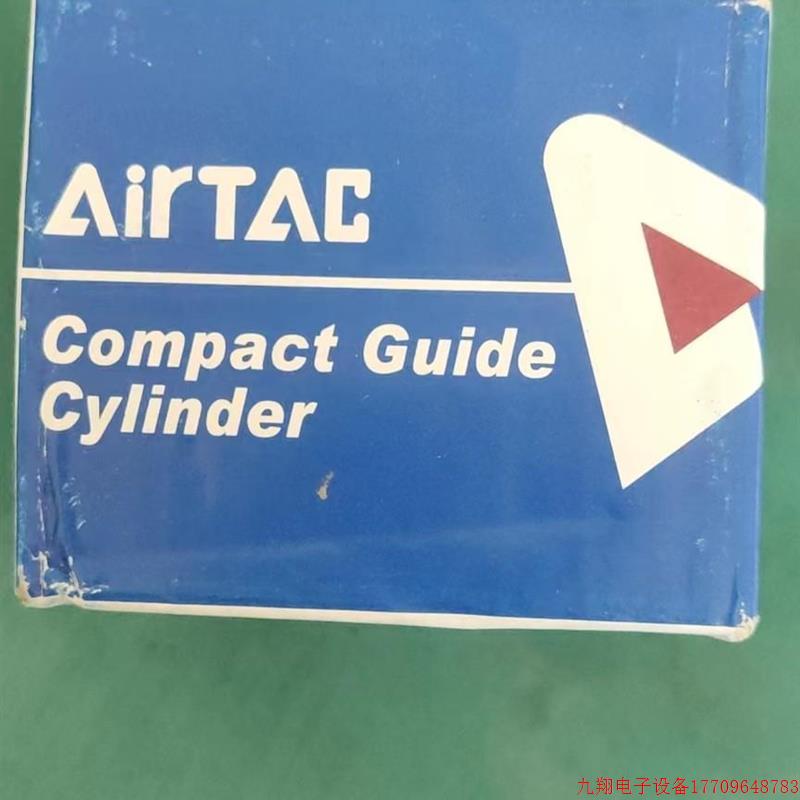 AirTAC
Compact Guide
Cylinder
九翔电子设备17709648783